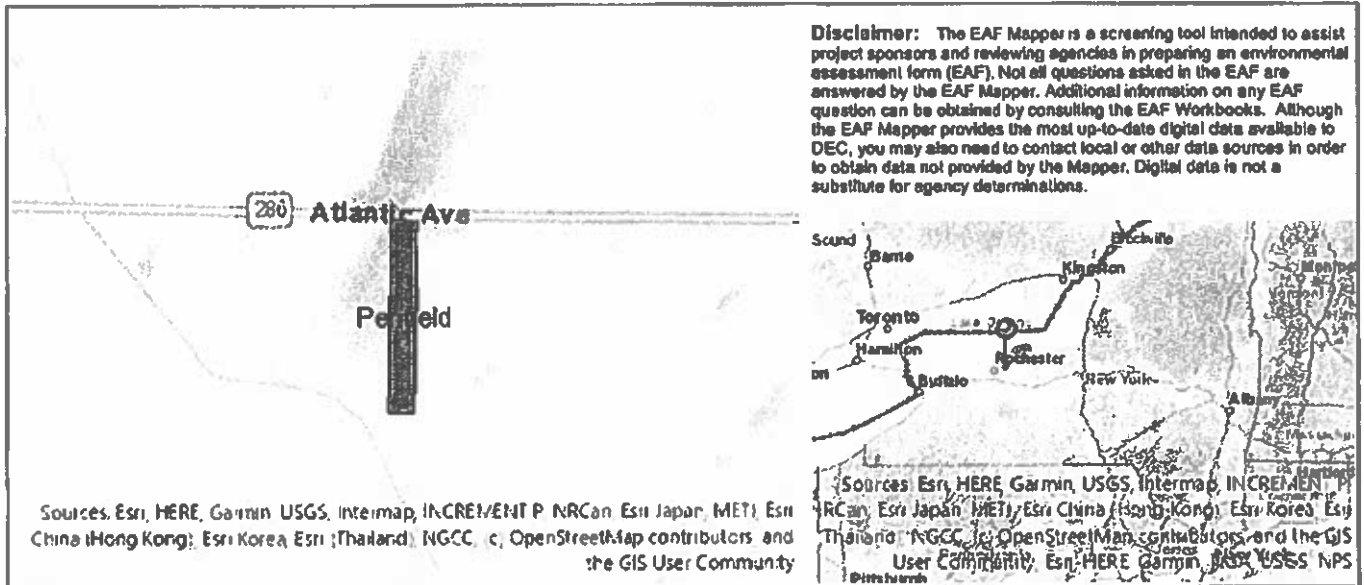 Disclaimer: The EAF Mapper is a screening tool intended to assist
project sponsors and reviewing agencies in preparing an environmental
assessment form (EAF). Not all questions asked in the EAF are
answered by the EAF Mapper. Additional information on any EAF
question can be obtained by consulting the EAF Workbooks. Although
the EAF Mapper provides the most up-to-date digital data available to
DEC, you may also need to contact local or other data sources in order
to obtain data not provided by the Mapper. Digital data is not a
substitute for agency determinations.
286
Atlantic Ave
Penfield
Sources, Esri, HERE, Garmin, USGS, Intermap, INCREMENT P, NRCan, Esri Japan, METI, Esri
China (Hong Kong), Esri Korea, Esri (Thailand), NGCC, (c) OpenStreetMap contributors, and
the GIS User Community
Sound
Barrie
Kingston
Brockville
Toronto
Hamilton
Rochester
Buffalo
New York
Albany
Hartford
Sources: Esri, HERE, Garmin, USGS, Intermap, INCREMENT P,
NRCan, Esri Japan, METI, Esri China (Hong Kong), Esri Korea, Esri
(Thailand), NGCC, (c) OpenStreetMap contributors, and the GIS
User Community, Esri, HERE, Garmin, USGS, NPS
Pittsburgh